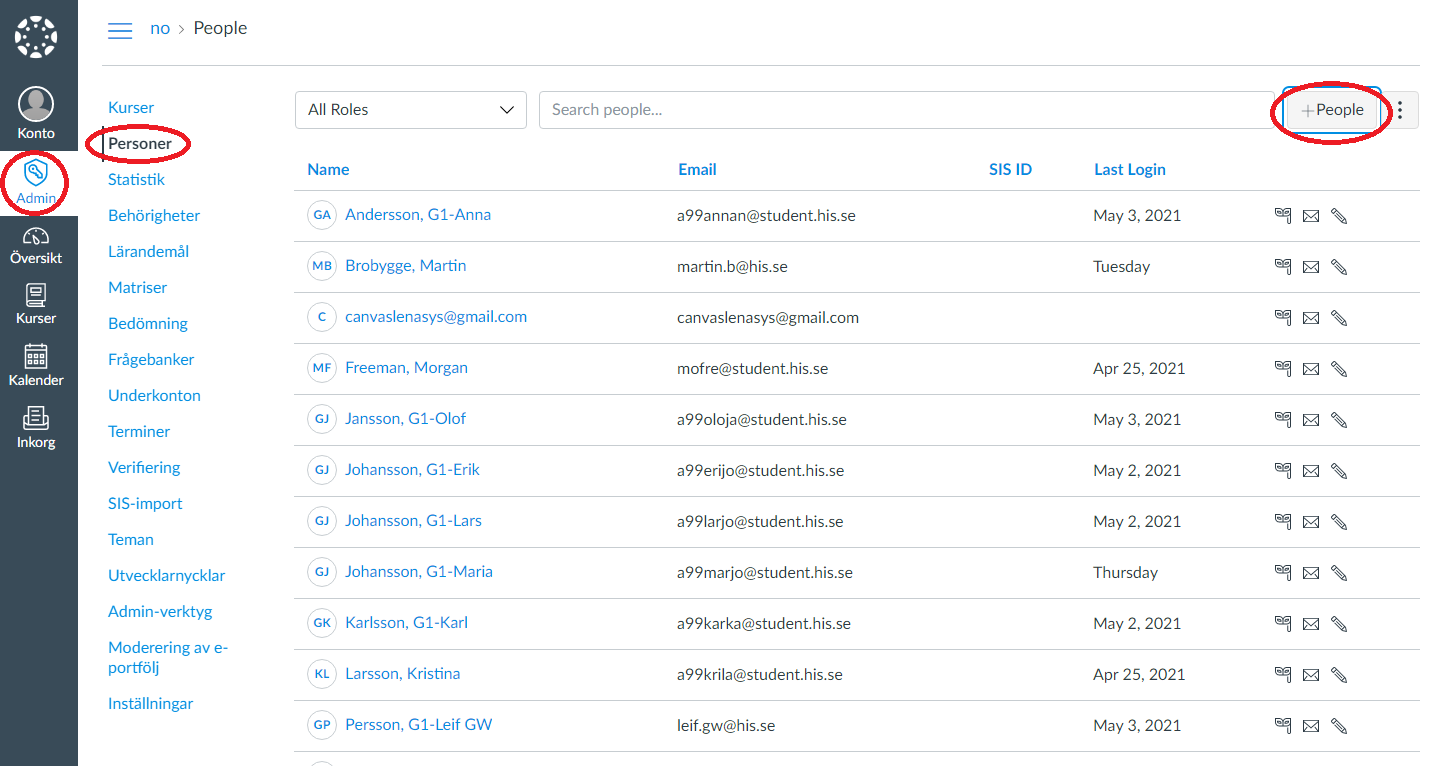 no › People
Konto
Admin
Översikt
Kurser
Kalender
Inkorg
Kurser
Personer
Statistik
Behörigheter
Lärandemål
Matriser
Bedömning
Frågebanker
Underkonton
Terminer
Verifiering
SIS-import
Teman
Utvecklarnycklar
Admin-verktyg
Moderering av e-
portfölj
Inställningar
All Roles Search people... +People
Name Email SIS ID Last Login
GA Andersson, G1-Anna a99annan@student.his.se May 3, 2021
MB Brobygge, Martin martin.b@his.se Tuesday
C canvaslenasys@gmail.com canvaslenasys@gmail.com
MF Freeman, Morgan mofre@student.his.se Apr 25, 2021
GJ Jansson, G1-Olof a99oloja@student.his.se May 3, 2021
GJ Johansson, G1-Erik a99erijo@student.his.se May 2, 2021
GJ Johansson, G1-Lars a99larjo@student.his.se May 2, 2021
GJ Johansson, G1-Maria a99marjo@student.his.se Thursday
GK Karlsson, G1-Karl a99karka@student.his.se May 2, 2021
KL Larsson, Kristina a99krila@student.his.se Apr 25, 2021
GP Persson, G1-Leif GW leif.gw@his.se May 3, 2021